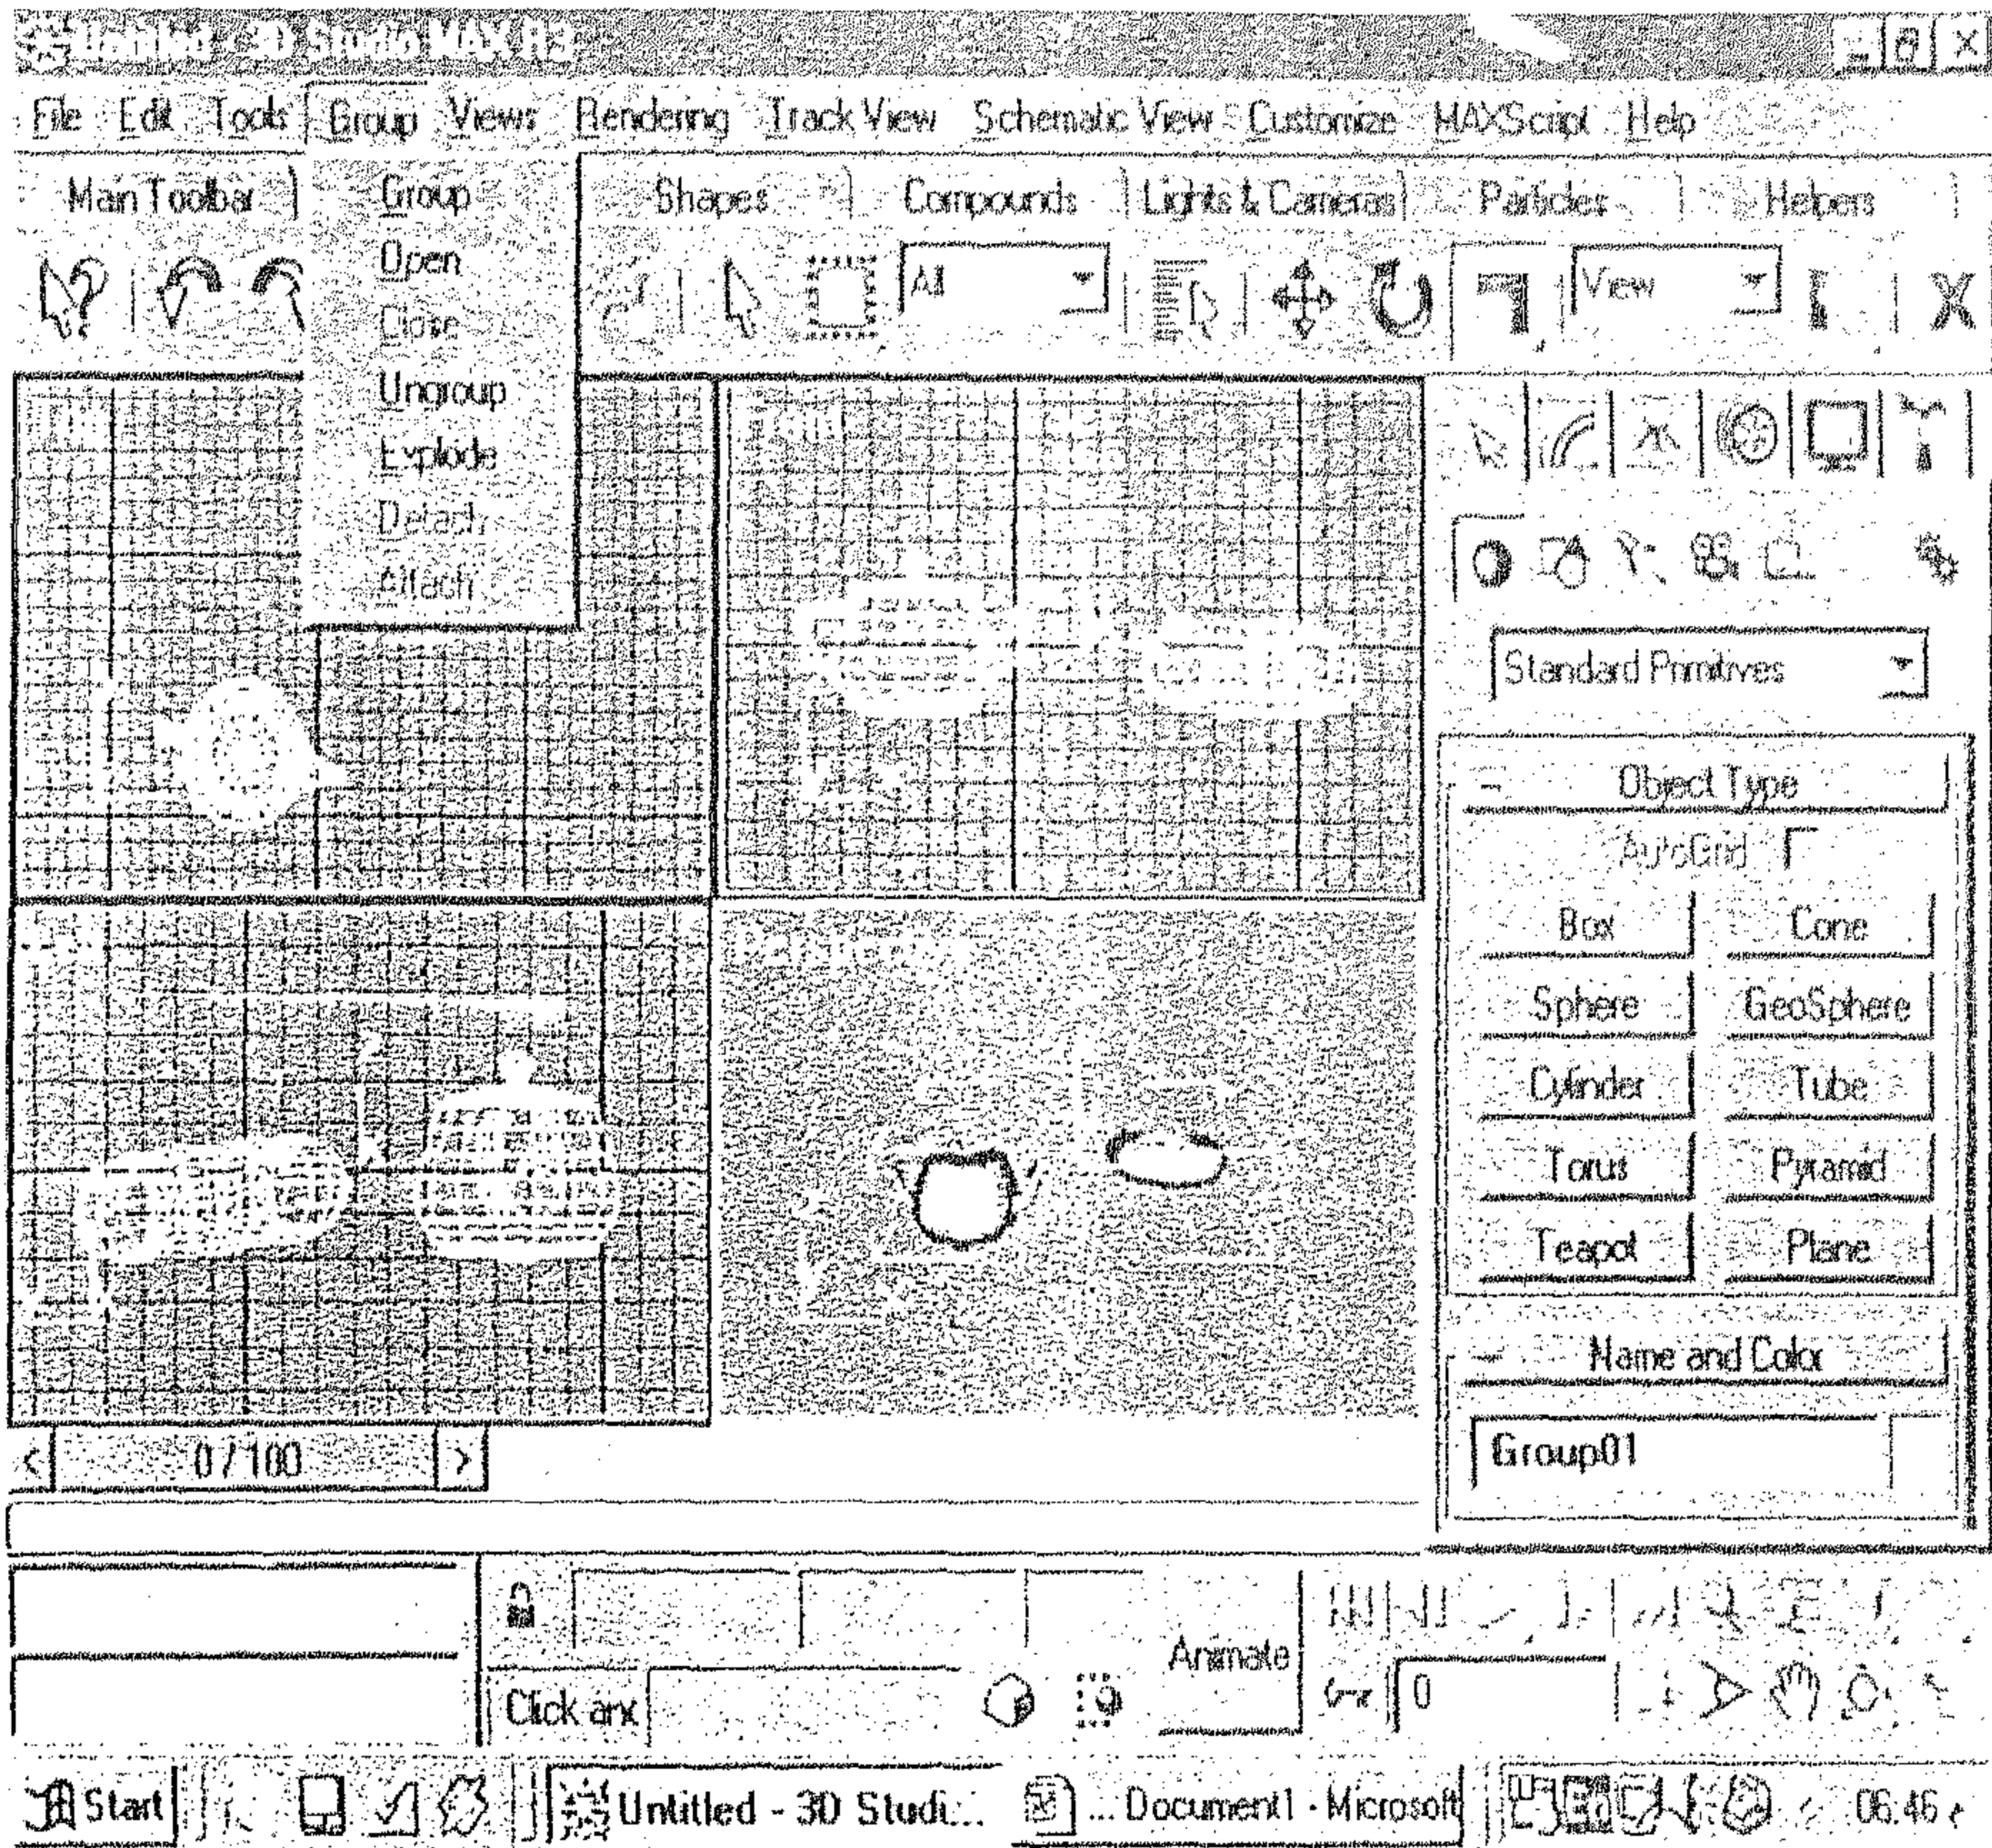 Untitled - 3D Studio MAX R3
File Edit Tools Group Views Rendering Track View Schematic View Customize MAXScript Help
Main Toolbar Shapes Compounds Lights & Cameras Particles Helpers
Group
Open
Close
Ungroup
Explode
Detach
Attach
All
View
Standard Primitives
Object Type
AutoGrid
Box Cone
Sphere GeoSphere
Cylinder Tube
Torus Pyramid
Teapot Plane
Name and Color
Group01
< 0 / 100 >
Animate
Click and
0
Start Untitled - 3D Studi... ... Document1 - Microsoft 06.46